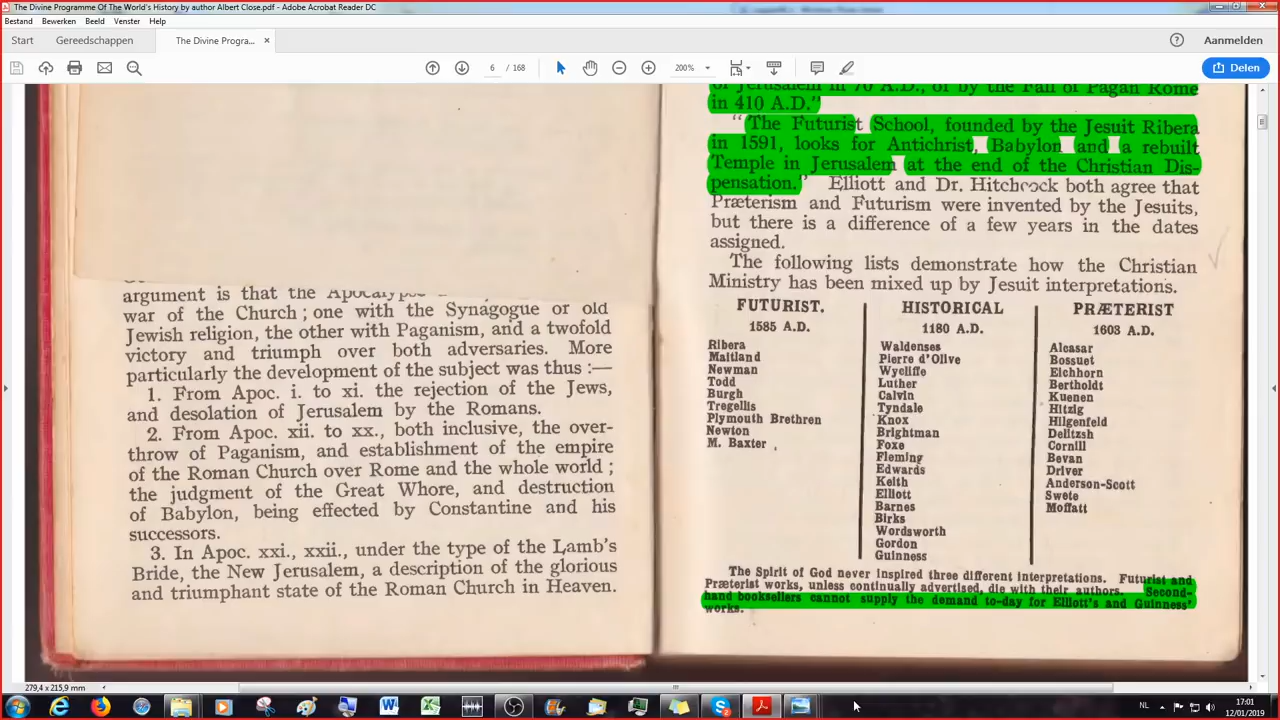 The Divine Programme Of The World's History by author Albert Close.pdf - Adobe Acrobat Reader DC
Bestand Bewerken Beeld Venster Help
Start Gereedschappen The Divine Progra... × Aanmelden
6 / 168 200% Delen
argument is that the Apocalypse
war of the Church ; one with the Synagogue or old
Jewish religion, the other with Paganism, and a twofold
victory and triumph over both adversaries. More
particularly the development of the subject was thus :—
1. From Apoc. i. to xi. the rejection of the Jews,
and desolation of Jerusalem by the Romans.
2. From Apoc. xii. to xx., both inclusive, the over-
throw of Paganism, and establishment of the empire
of the Roman Church over Rome and the whole world ;
the judgment of the Great Whore, and destruction
of Babylon, being effected by Constantine and his
successors.
3. In Apoc. xxi., xxii., under the type of the Lamb's
Bride, the New Jerusalem, a description of the glorious
and triumphant state of the Roman Church in Heaven.
of Jerusalem in 70 A.D., or by the Fall of Pagan Rome
in 410 A.D."
"The Futurist School, founded by the Jesuit Ribera
in 1591, looks for Antichrist, Babylon and a rebuilt
Temple in Jerusalem at the end of the Christian Dis-
pensation." Elliott and Dr. Hitchcock both agree that
Præterism and Futurism were invented by the Jesuits,
but there is a difference of a few years in the dates
assigned.
The following lists demonstrate how the Christian
Ministry has been mixed up by Jesuit interpretations.
FUTURIST.
1585 A.D.
Ribera
Maitland
Newman
Todd
Burgh
Tregellis
Plymouth Brethren
Newton
M. Baxter
HISTORICAL
1180 A.D.
Waldenses
Pierre d'Olive
Wycliffe
Luther
Calvin
Tyndale
Knox
Brightman
Foxe
Fleming
Edwards
Keith
Elliott
Barnes
Birks
Wordsworth
Gordon
Guinness
PRÆTERIST
1603 A.D.
Alcasar
Bossuet
Eichhorn
Bertholdt
Kuenen
Hitzig
Hilgenfeld
Delitzsh
Cornill
Bevan
Driver
Anderson-Scott
Swete
Moffatt
The Spirit of God never inspired three different interpretations. Futurist and
Præterist works, unless continually advertised, die with their authors. Second-
hand booksellers cannot supply the demand to-day for Elliott's and Guinness'
works.
279,4 x 215,9 mm
NL 17:01
12/01/2019